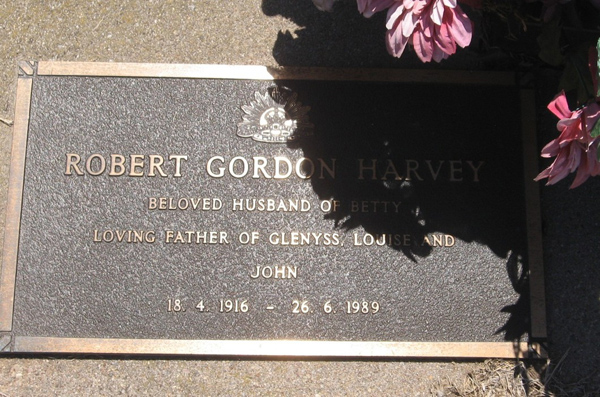 ROBERT GORDON HARVEY
BELOVED HUSBAND OF BETTY
LOVING FATHER OF GLENYSS, LOUISE AND
JOHN
18. 4. 1916 - 26. 6. 1989